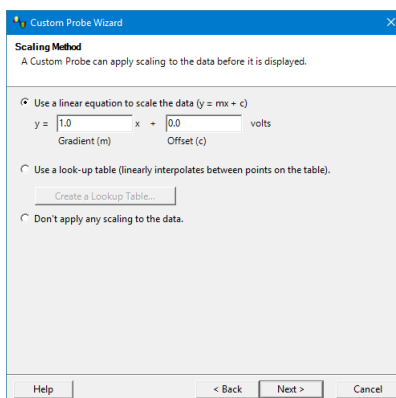 Custom Probe Wizard
Scaling Method
A Custom Probe can apply scaling to the data before it is displayed.
Use a linear equation to scale the data (y = mx + c)
y = 1.0 x + 0.0 volts
Gradient (m) Offset (c)
Use a look-up table (linearly interpolates between points on the table).
Create a Lookup Table...
Don't apply any scaling to the data.
Help < Back Next > Cancel